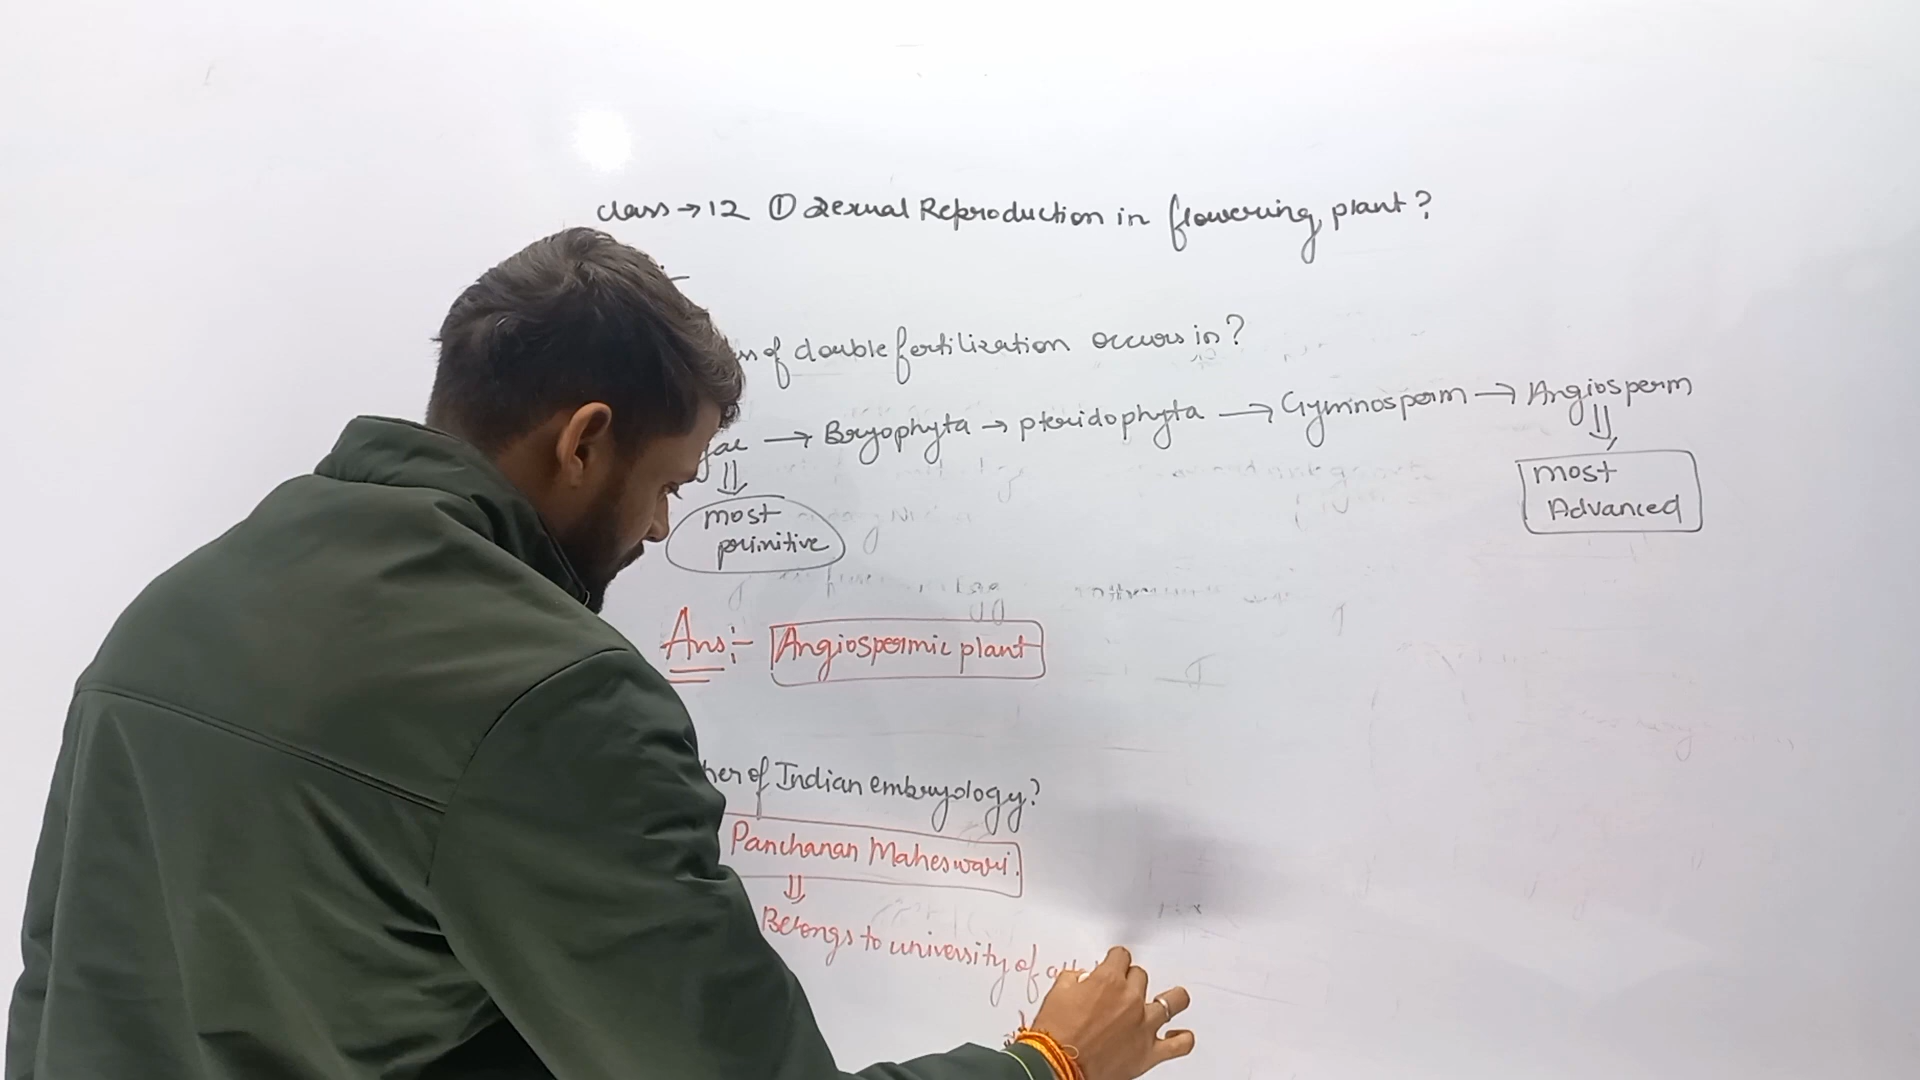 class → 12 ① Sexual Reproduction in flowering plant?
of double fertilization occurs in?
→ Bryophyta → pteridophyta → Gymnosperm → Angiosperm
most primitive
most Advanced
Ans:- Angiospermic plant
of Indian embryology?
Panchanan Maheswari.
Belongs to university of